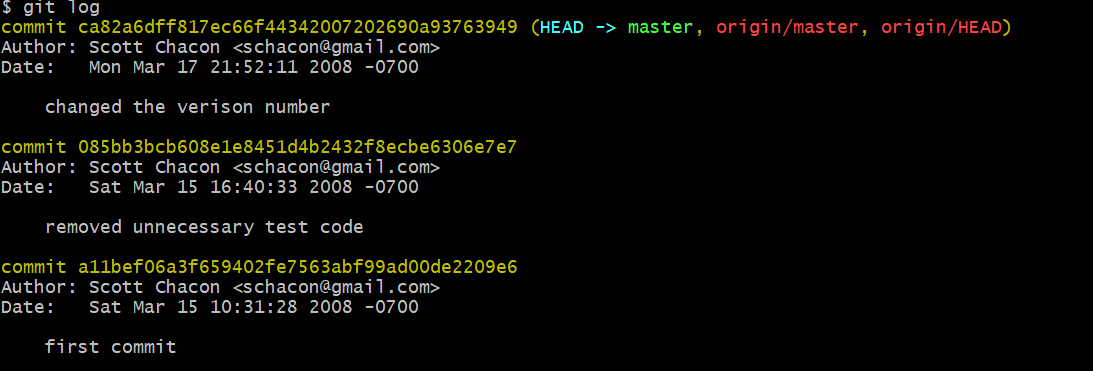 $ git log
commit ca82a6dff817ec66f44342007202690a93763949 (HEAD -> master, origin/master, origin/HEAD)
Author: Scott Chacon <schacon@gmail.com>
Date:   Mon Mar 17 21:52:11 2008 -0700
changed the verison number
commit 085bb3bcb608e1e8451d4b2432f8ecbe6306e7e7
Author: Scott Chacon <schacon@gmail.com>
Date:   Sat Mar 15 16:40:33 2008 -0700
removed unnecessary test code
commit a11bef06a3f659402fe7563abf99ad00de2209e6
Author: Scott Chacon <schacon@gmail.com>
Date:   Sat Mar 15 10:31:28 2008 -0700
first commit